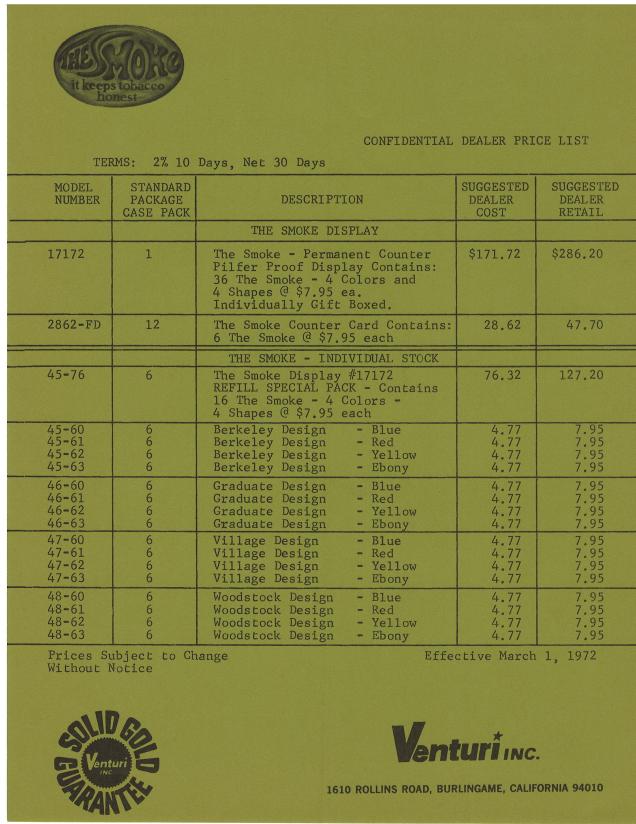 THE SMOKE
it keeps tobacco
honest
CONFIDENTIAL DEALER PRICE LIST
TERMS: 2% 10 Days, Net 30 Days
MODEL NUMBER STANDARD PACKAGE CASE PACK DESCRIPTION SUGGESTED DEALER COST SUGGESTED DEALER RETAIL
THE SMOKE DISPLAY
17172 1 The Smoke - Permanent Counter $171.72 $286.20
Pilfer Proof Display Contains:
36 The Smoke - 4 Colors and
4 Shapes @ $7.95 ea.
Individually Gift Boxed.
2862-FD 12 The Smoke Counter Card Contains: 28.62 47.70
6 The Smoke @ $7.95 each
THE SMOKE - INDIVIDUAL STOCK
45-76 6 The Smoke Display #17172 76.32 127.20
REFILL SPECIAL PACK - Contains
16 The Smoke - 4 Colors -
4 Shapes @ $7.95 each
45-60 6 Berkeley Design - Blue 4.77 7.95
45-61 6 Berkeley Design - Red 4.77 7.95
45-62 6 Berkeley Design - Yellow 4.77 7.95
45-63 6 Berkeley Design - Ebony 4.77 7.95
46-60 6 Graduate Design - Blue 4.77 7.95
46-61 6 Graduate Design - Red 4.77 7.95
46-62 6 Graduate Design - Yellow 4.77 7.95
46-63 6 Graduate Design - Ebony 4.77 7.95
47-60 6 Village Design - Blue 4.77 7.95
47-61 6 Village Design - Red 4.77 7.95
47-62 6 Village Design - Yellow 4.77 7.95
47-63 6 Village Design - Ebony 4.77 7.95
48-60 6 Woodstock Design - Blue 4.77 7.95
48-61 6 Woodstock Design - Red 4.77 7.95
48-62 6 Woodstock Design - Yellow 4.77 7.95
48-63 6 Woodstock Design - Ebony 4.77 7.95
Prices Subject to Change Effective March 1, 1972
Without Notice
SOLID GOLD
Venturi
INC
GUARANTEE
Venturi INC.
1610 ROLLINS ROAD, BURLINGAME, CALIFORNIA 94010